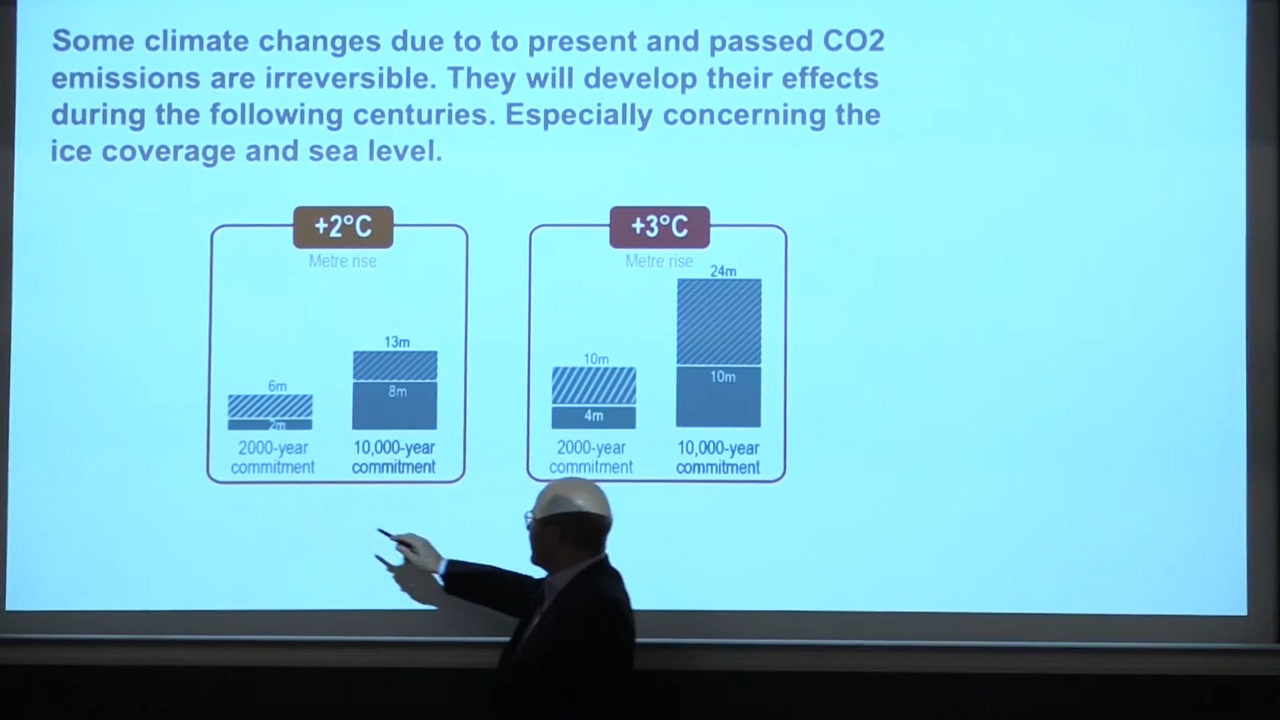 Some climate changes due to to present and passed CO2
emissions are irreversible. They will develop their effects
during the following centuries. Especially concerning the
ice coverage and sea level.
+2°C
Metre rise
13m
8m
6m
2m
2000-year
commitment
10,000-year
commitment
+3°C
Metre rise
24m
10m
10m
4m
2000-year
commitment
10,000-year
commitment